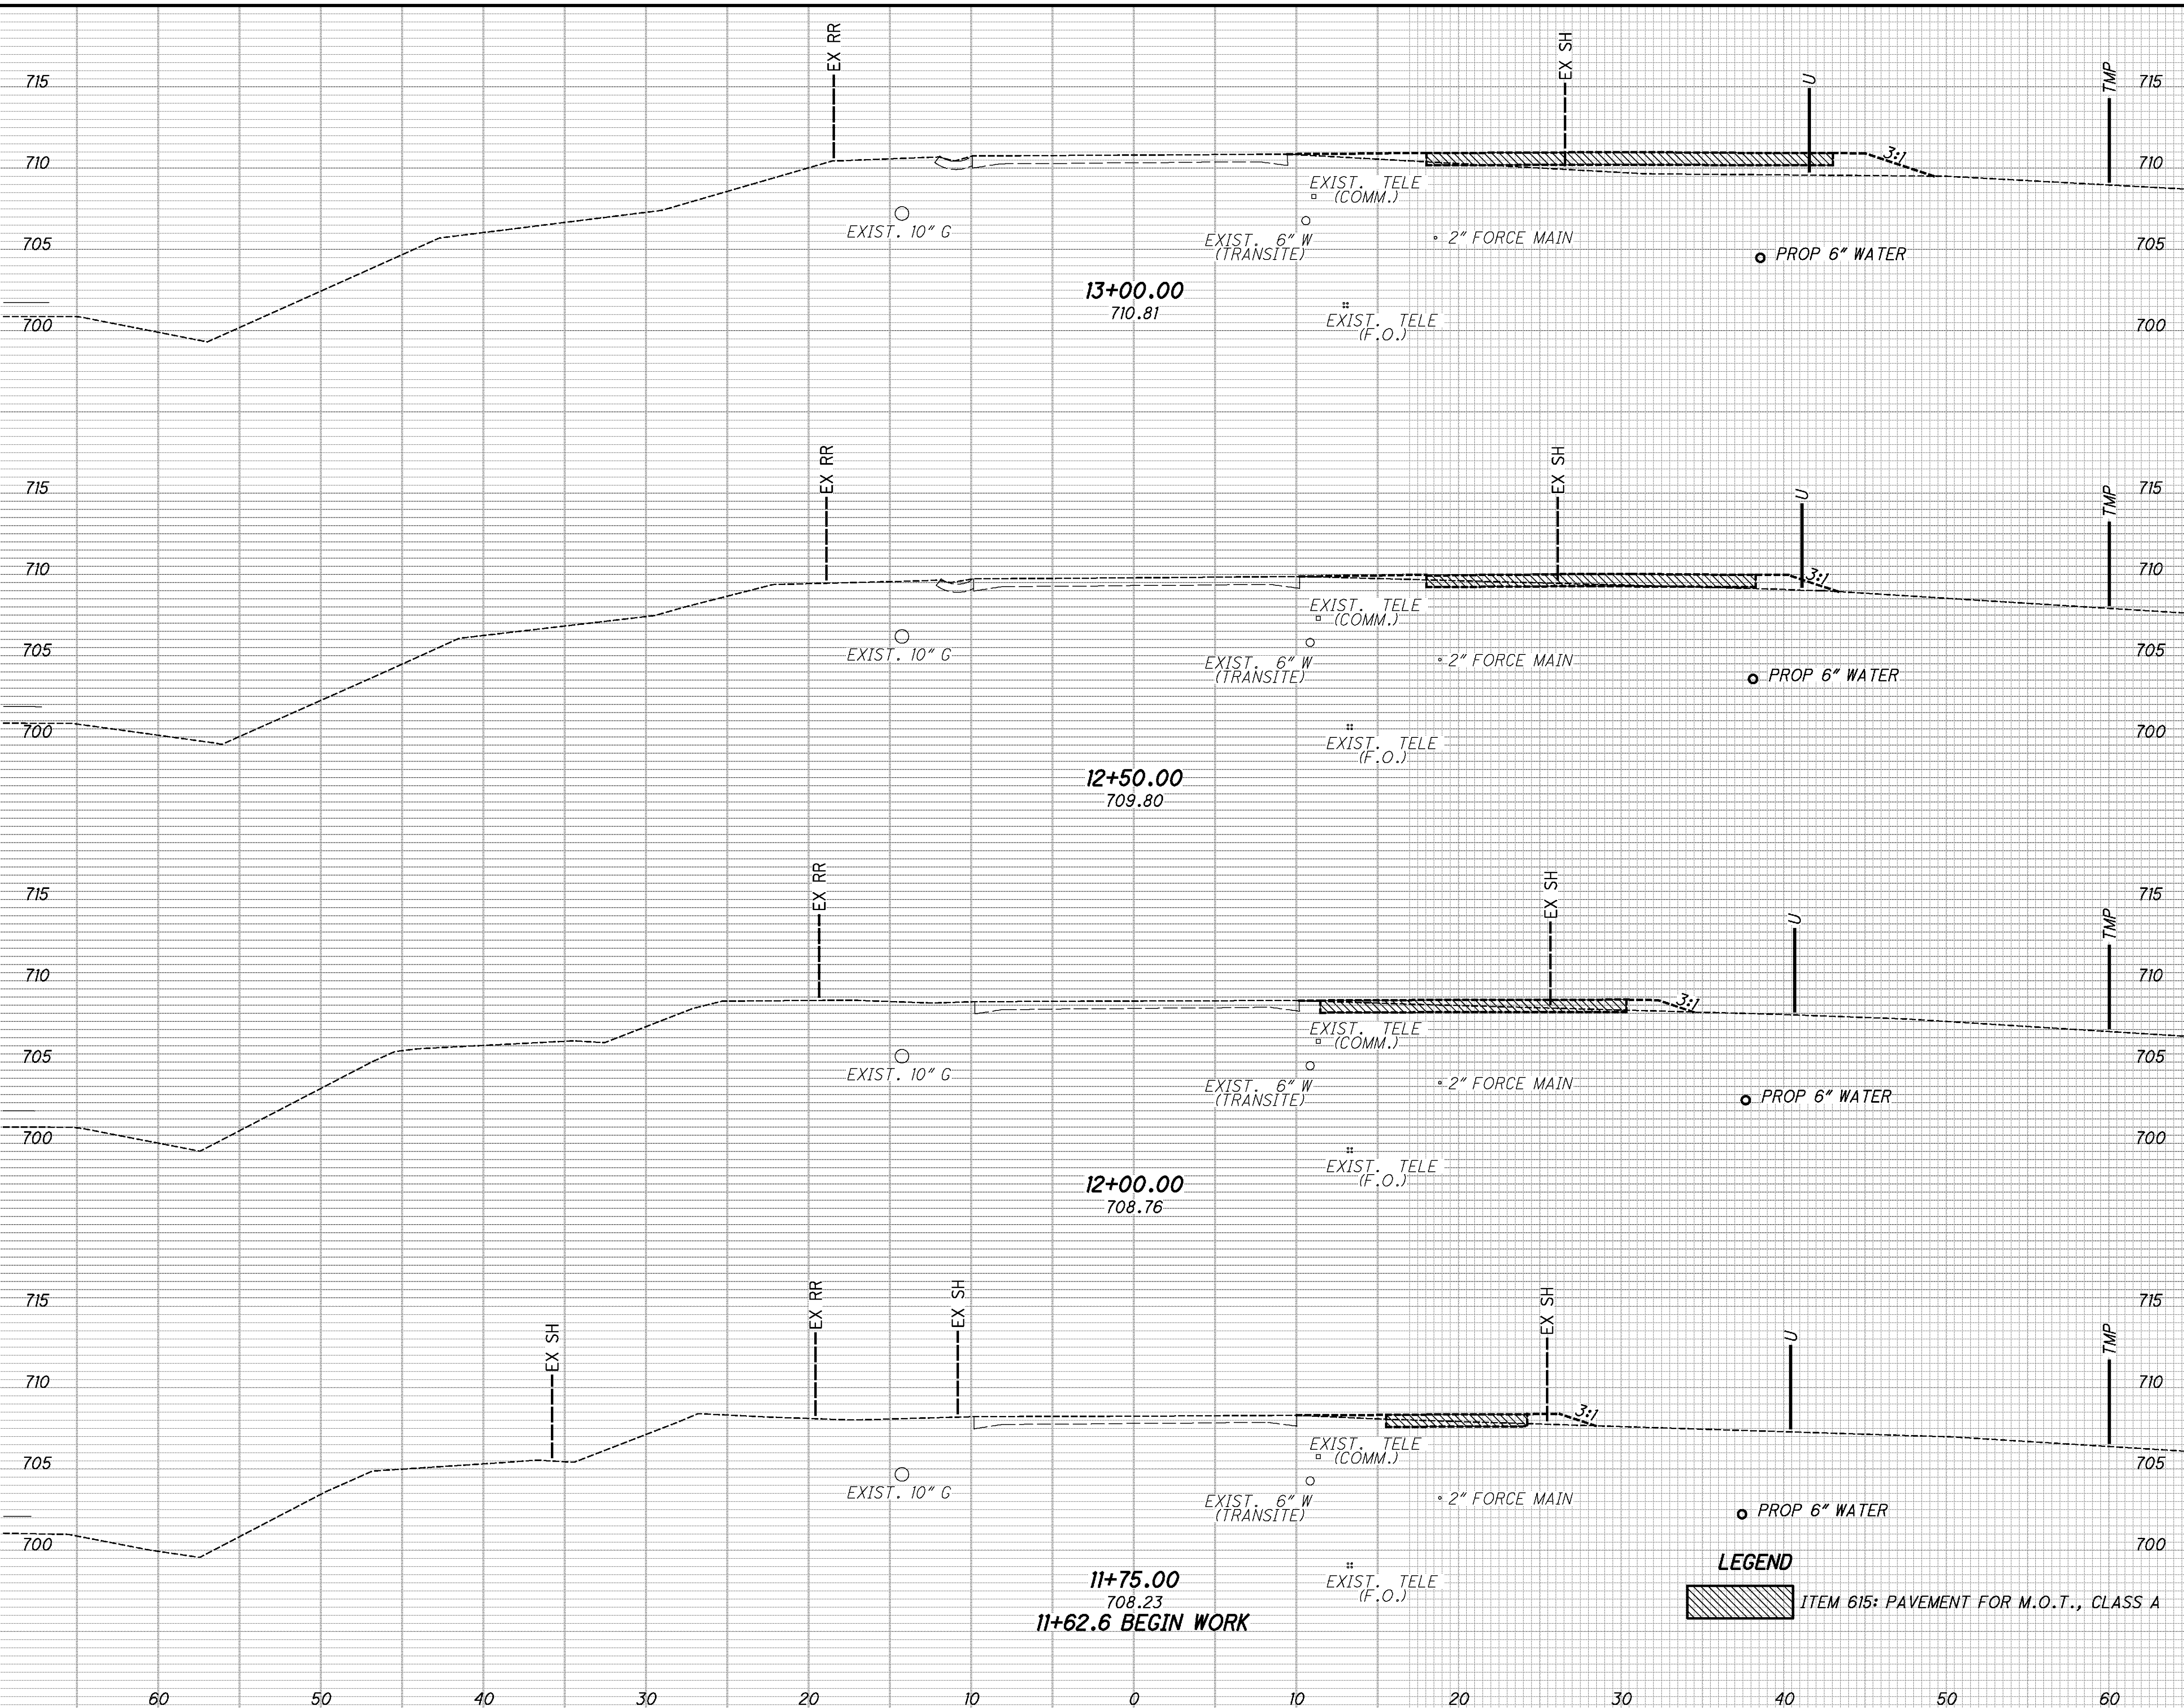 EX RR
EX SH
U
TMP
715
715
710
3:1
710
EXIST. TELE
(COMM.)
EXIST. 10" G
EXIST. 6" W
(TRANSITE)
2" FORCE MAIN
705
705
PROP 6" WATER
13+00.00
710.81
EXIST. TELE
(F.O.)
700
700
EX RR
EX SH
U
TMP
715
715
710
3:1
710
EXIST. TELE
(COMM.)
EXIST. 10" G
EXIST. 6" W
(TRANSITE)
2" FORCE MAIN
705
705
PROP 6" WATER
700
700
EXIST. TELE
(F.O.)
12+50.00
709.80
EX RR
EX SH
U
TMP
715
715
710
710
3:1
EXIST. TELE
(COMM.)
705
705
EXIST. 10" G
EXIST. 6" W
(TRANSITE)
2" FORCE MAIN
PROP 6" WATER
700
700
EXIST. TELE
(F.O.)
12+00.00
708.76
EX SH
EX RR
EX SH
EX SH
U
TMP
715
715
710
710
3:1
EXIST. TELE
(COMM.)
705
705
EXIST. 10" G
EXIST. 6" W
(TRANSITE)
2" FORCE MAIN
PROP 6" WATER
700
700
EXIST. TELE
(F.O.)
11+75.00
708.23
11+62.6 BEGIN WORK
LEGEND
ITEM 615: PAVEMENT FOR M.O.T., CLASS A
60 50 40 30 20 10 0 10 20 30 40 50 60